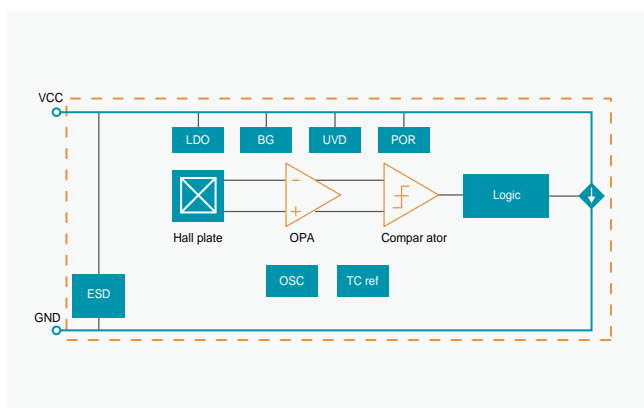 VCC
LDO
BG
UVD
POR
Logic
Hall plate
OPA
Compar ator
OSC
TC ref
ESD
GND